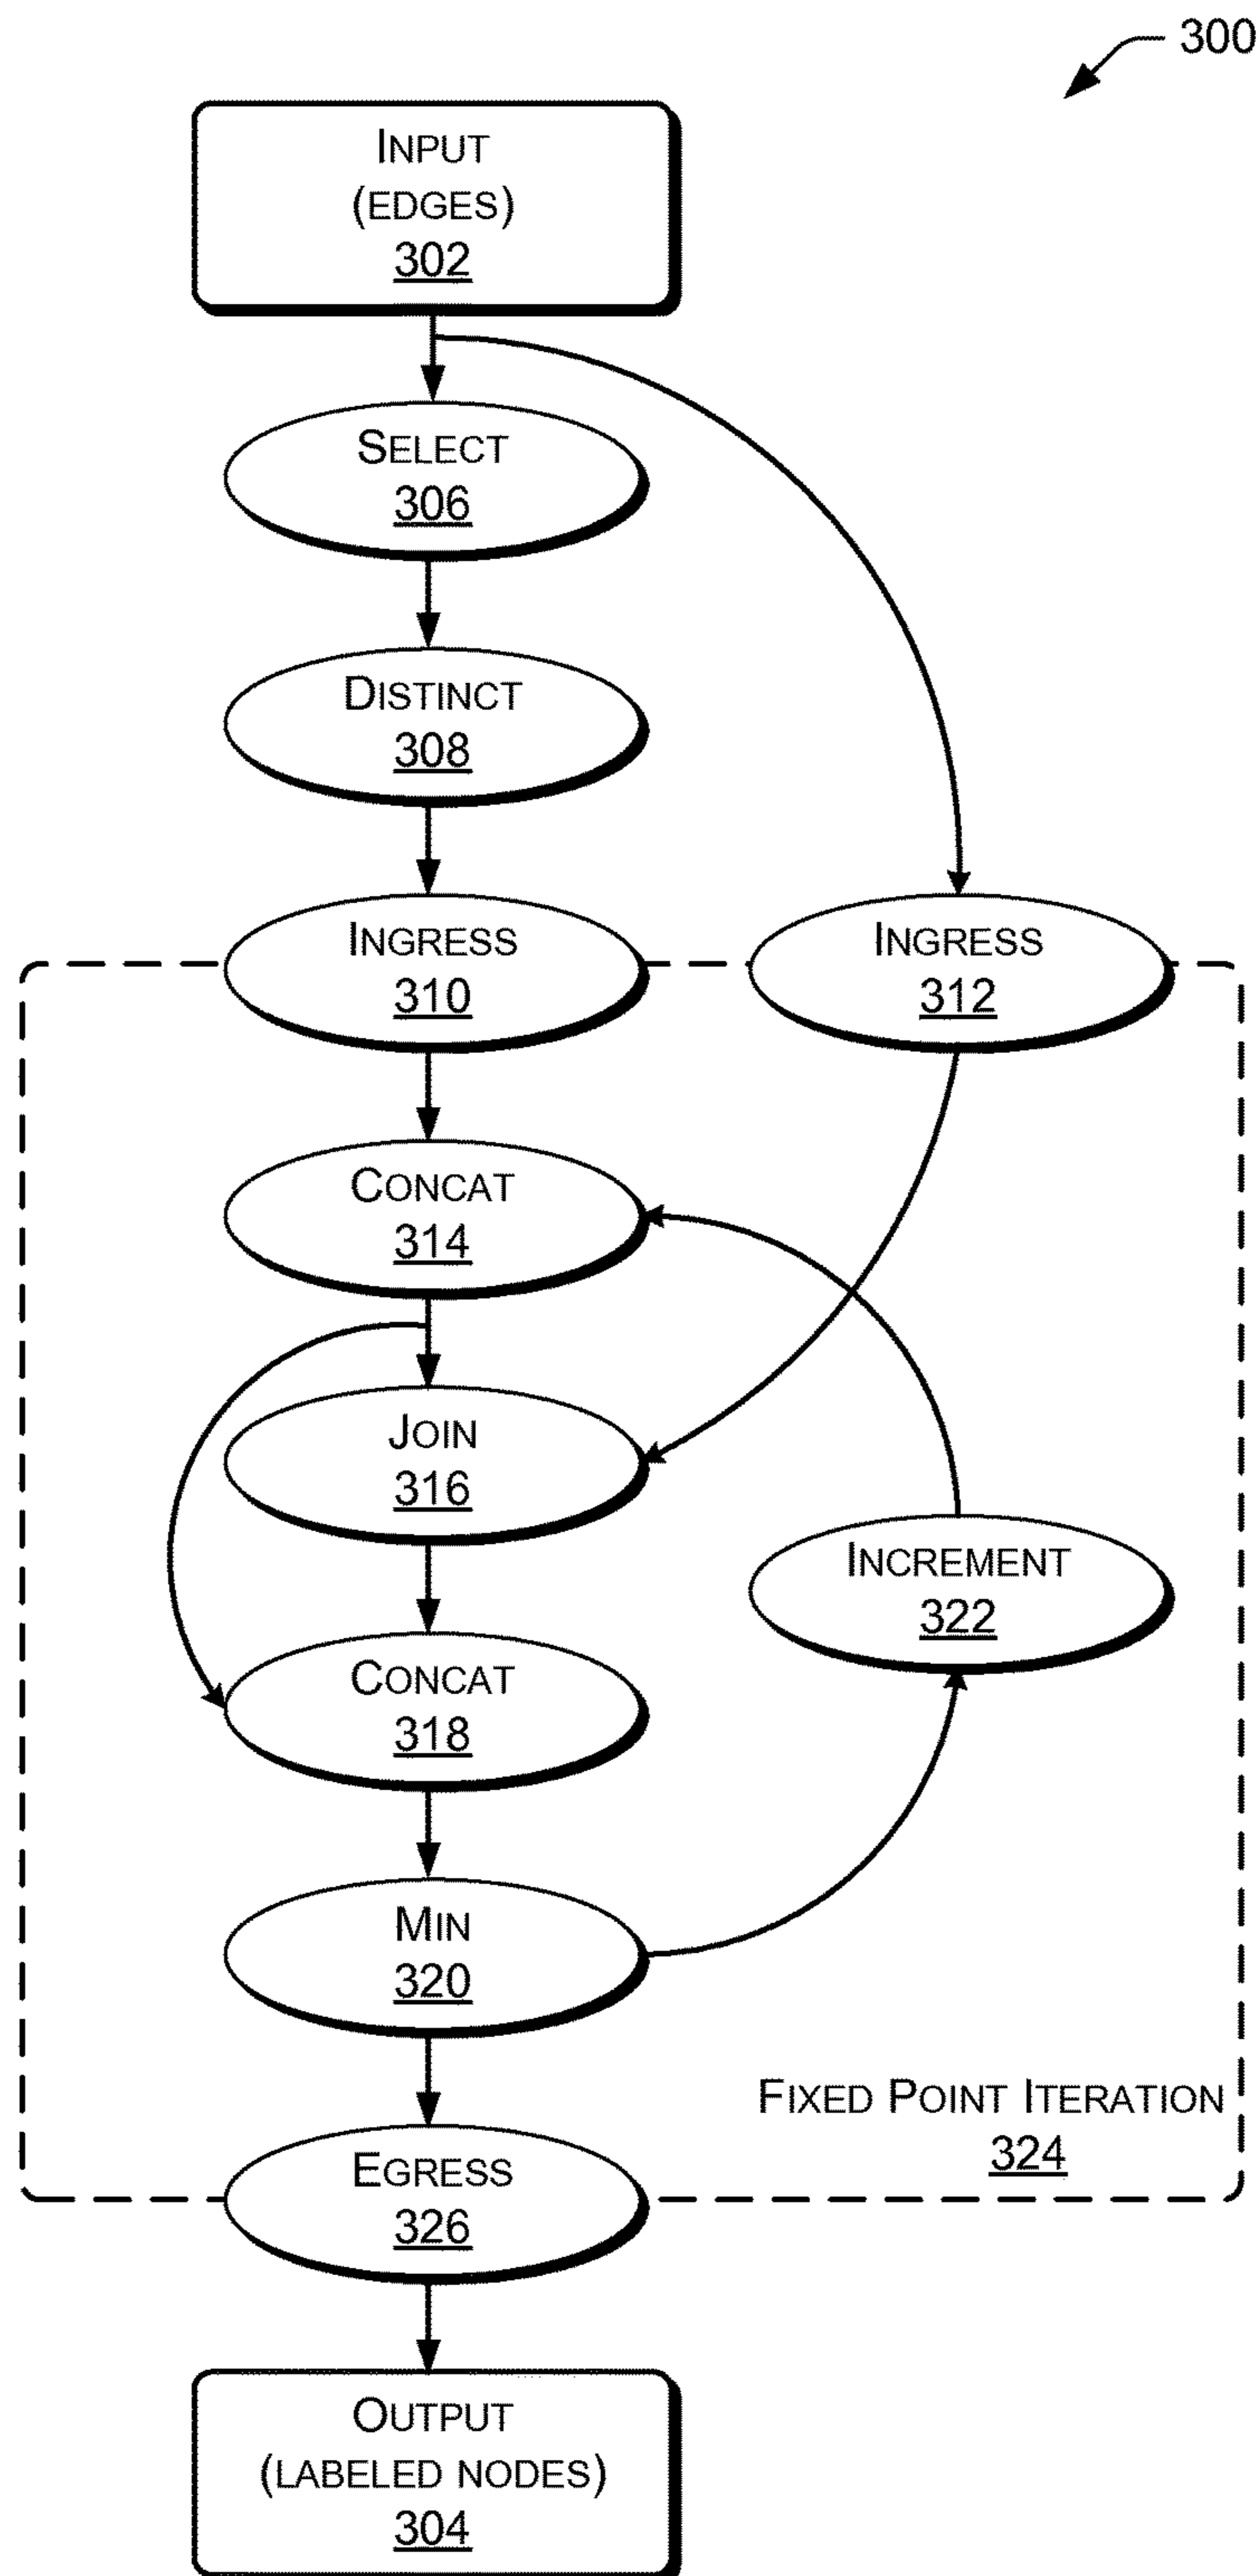 300
INPUT
(EDGES)
302
SELECT
306
DISTINCT
308
INGRESS
310
INGRESS
312
CONCAT
314
JOIN
316
INCREMENT
322
CONCAT
318
MIN
320
FIXED POINT ITERATION
324
EGRESS
326
OUTPUT
(LABELED NODES)
304